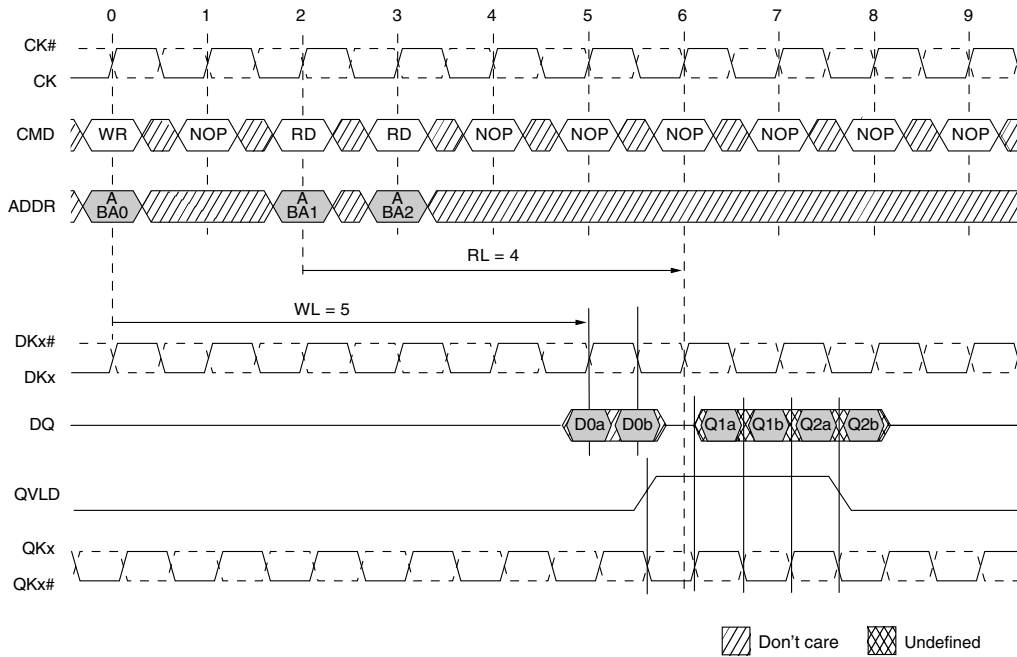 0 1 2 3 4 5 6 7 8 9
CK#
CK
CMD WR NOP RD RD NOP NOP NOP NOP NOP NOP
ADDR A BA0 A BA1 A BA2
RL = 4
WL = 5
DKx#
DKx
DQ D0a D0b Q1a Q1b Q2a Q2b
QVLD
QKx
QKx#
Don't care Undefined